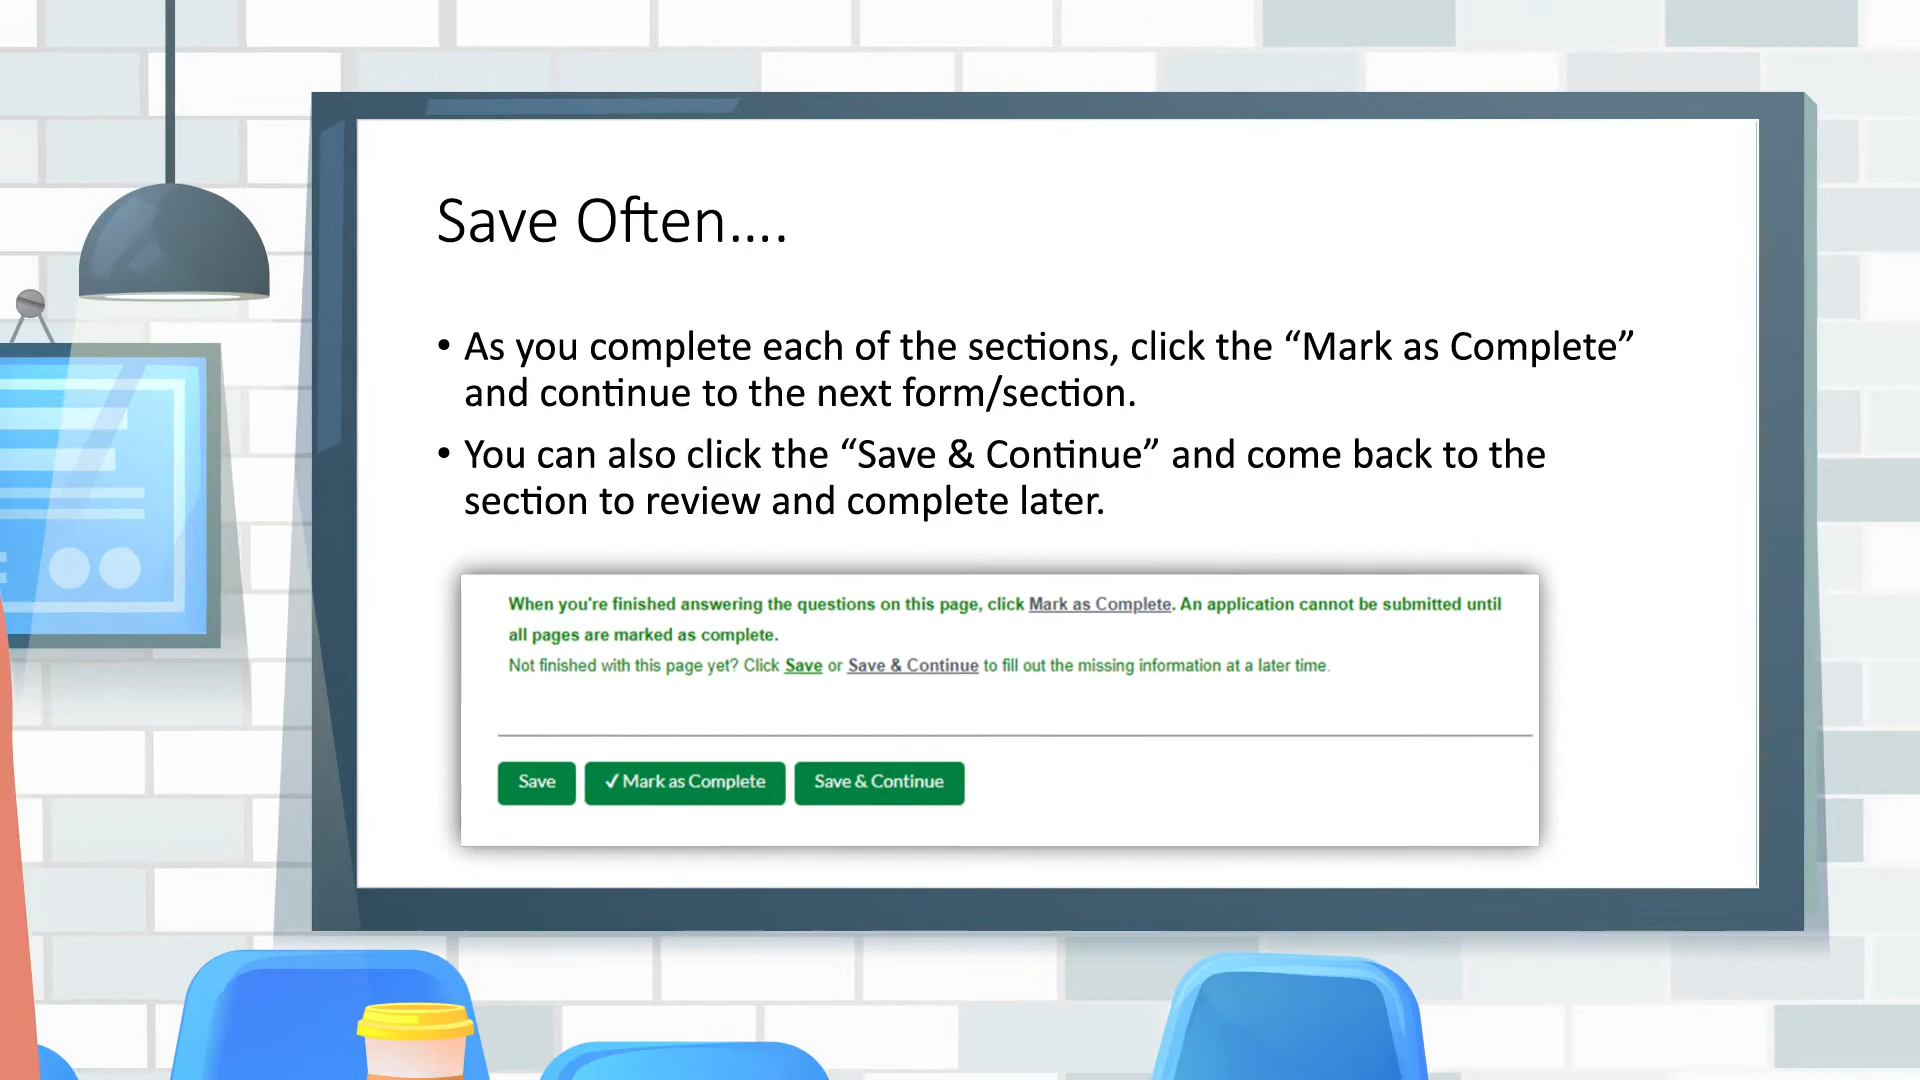 Save Often....
• As you complete each of the sections, click the “Mark as Complete”
and continue to the next form/section.
• You can also click the “Save & Continue” and come back to the
section to review and complete later.
When you're finished answering the questions on this page, click Mark as Complete. An application cannot be submitted until
all pages are marked as complete.
Not finished with this page yet? Click Save or Save & Continue to fill out the missing information at a later time.
Save ✓ Mark as Complete Save & Continue